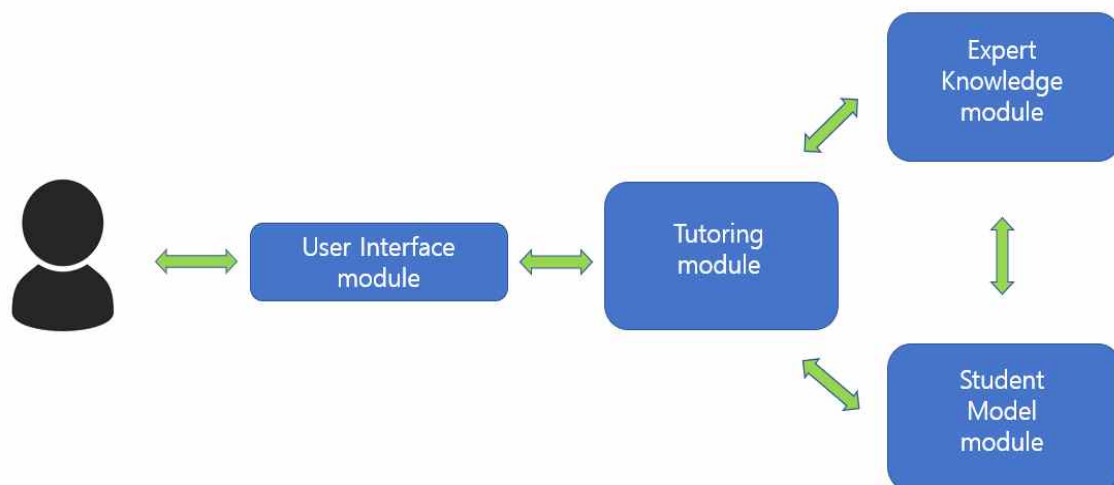 User Interface
module
Tutoring
module
Expert
Knowledge
module
Student
Model
module